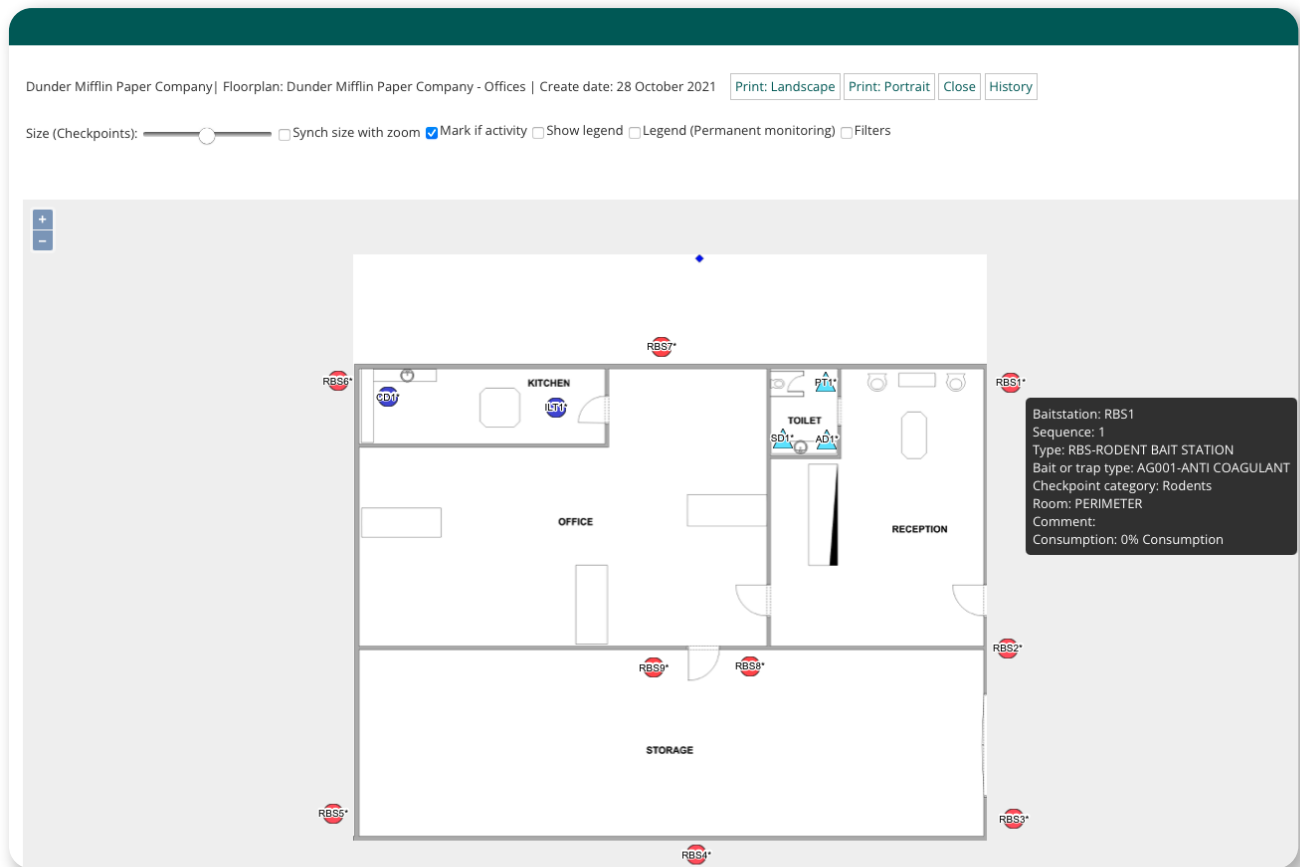 Dunder Mifflin Paper Company| Floorplan: Dunder Mifflin Paper Company - Offices | Create date: 28 October 2021 Print: Landscape Print: Portrait Close History
Size (Checkpoints): Synch size with zoom Mark if activity Show legend Legend (Permanent monitoring) Filters
+
−
RBS7*
RBS6* KITCHEN PT1* RBS1*
CD1* ILT1*
TOILET
SD1* AD1*
Baitstation: RBS1
Sequence: 1
Type: RBS-RODENT BAIT STATION
Bait or trap type: AG001-ANTI COAGULANT
Checkpoint category: Rodents
Room: PERIMETER
Comment:
Consumption: 0% Consumption
OFFICE RECEPTION
RBS2*
RBS9* RBS8*
STORAGE
RBS5* RBS3*
RBS4*